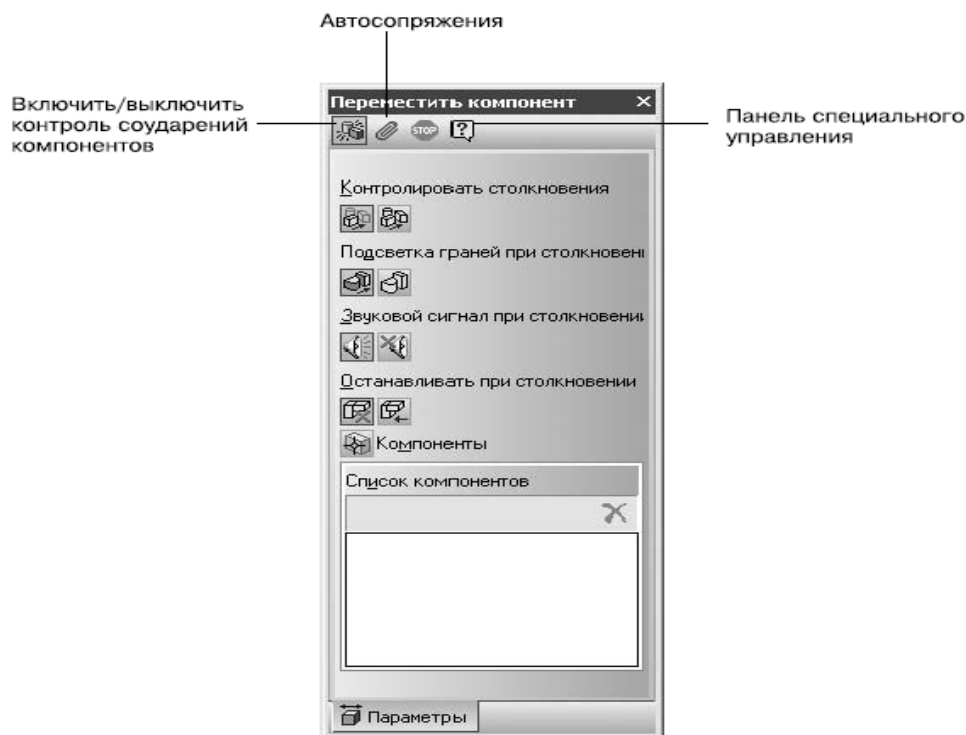 Автосопряжения
Включить/выключить
контроль соударений
компонентов
Переместить компонент
STOP
Панель специального
управления
Контролировать столкновения
Подсветка граней при столкновени
Звуковой сигнал при столкновении
Останавливать при столкновении
Компоненты
Список компонентов
Параметры